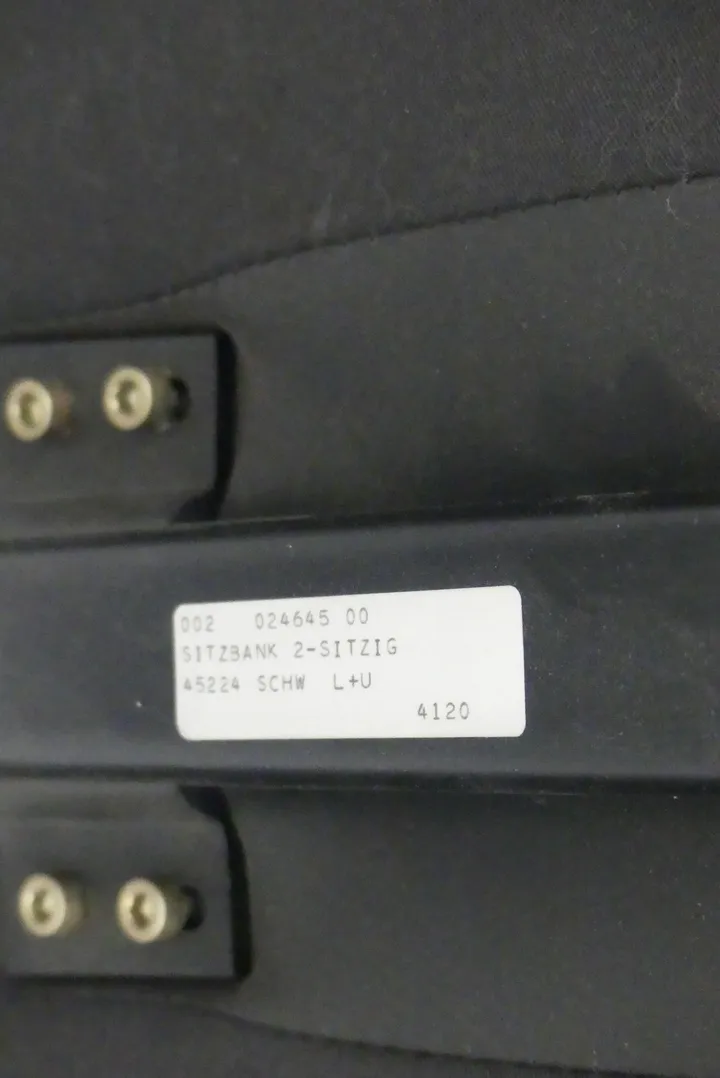 002 024645 00
SITZBANK 2-SITZIG
45224 SCHW L+U
4120